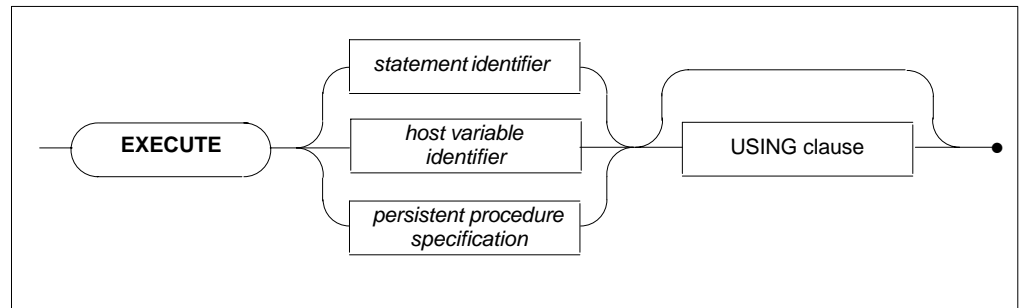 statement identifier
EXECUTE
host variable
identifier
USING clause
persistent procedure
specification